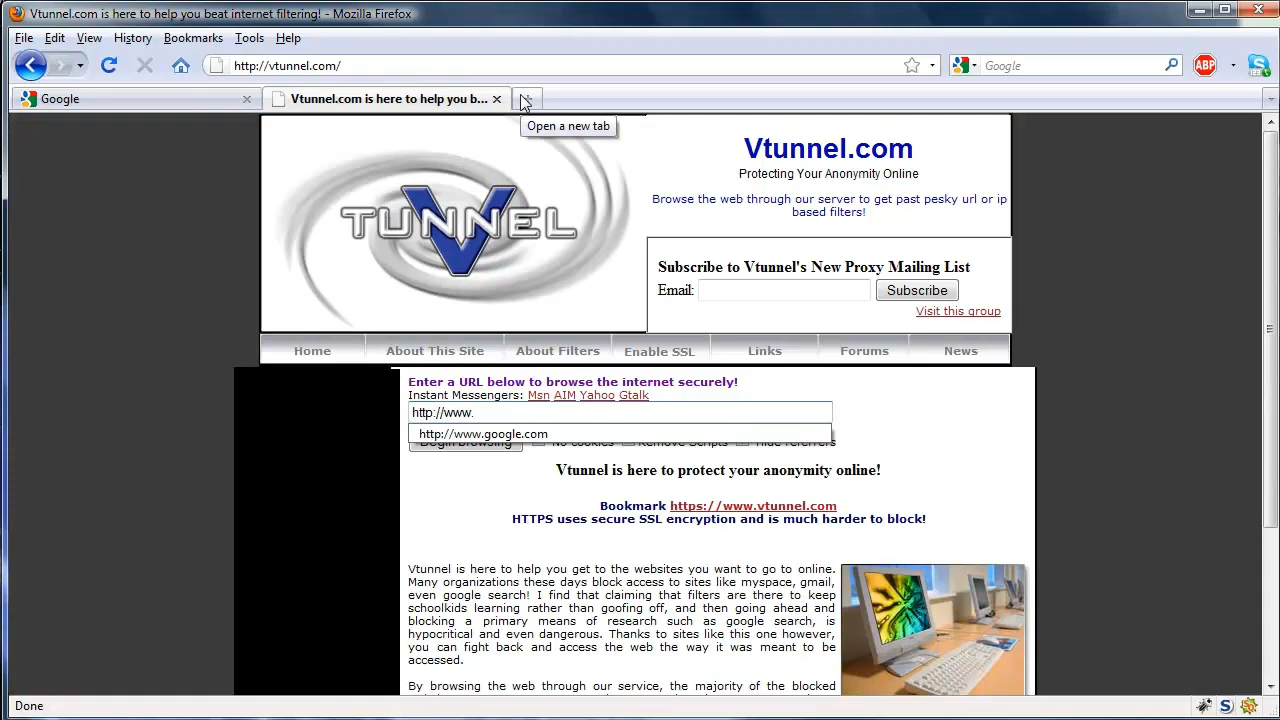 Vtunnel.com is here to help you beat internet filtering! - Mozilla Firefox
File Edit View History Bookmarks Tools Help
http://vtunnel.com/
Google
ABP
Google
Vtunnel.com is here to help you b...
Open a new tab
V
TUNNEL
Vtunnel.com
Protecting Your Anonymity Online
Browse the web through our server to get past pesky url or ip
based filters!
Subscribe to Vtunnel's New Proxy Mailing List
Email: Subscribe
Visit this group
Home About This Site About Filters Enable SSL Links Forums News
Enter a URL below to browse the internet securely!
Instant Messengers: Msn AIM Yahoo Gtalk
http://www.
http://www.google.com
Begin browsing No cookies Remove Scripts Hide referrers
Vtunnel is here to protect your anonymity online!
Bookmark https://www.vtunnel.com
HTTPS uses secure SSL encryption and is much harder to block!
Vtunnel is here to help you get to the websites you want to go to online.
Many organizations these days block access to sites like myspace, gmail,
even google search! I find that claiming that filters are there to keep
schoolkids learning rather than goofing off, and then going ahead and
blocking a primary means of research such as google search, is
hypocritical and even dangerous. Thanks to sites like this one however,
you can fight back and access the web the way it was meant to be
accessed.
By browsing the web through our service, the majority of the blocked
Done
S